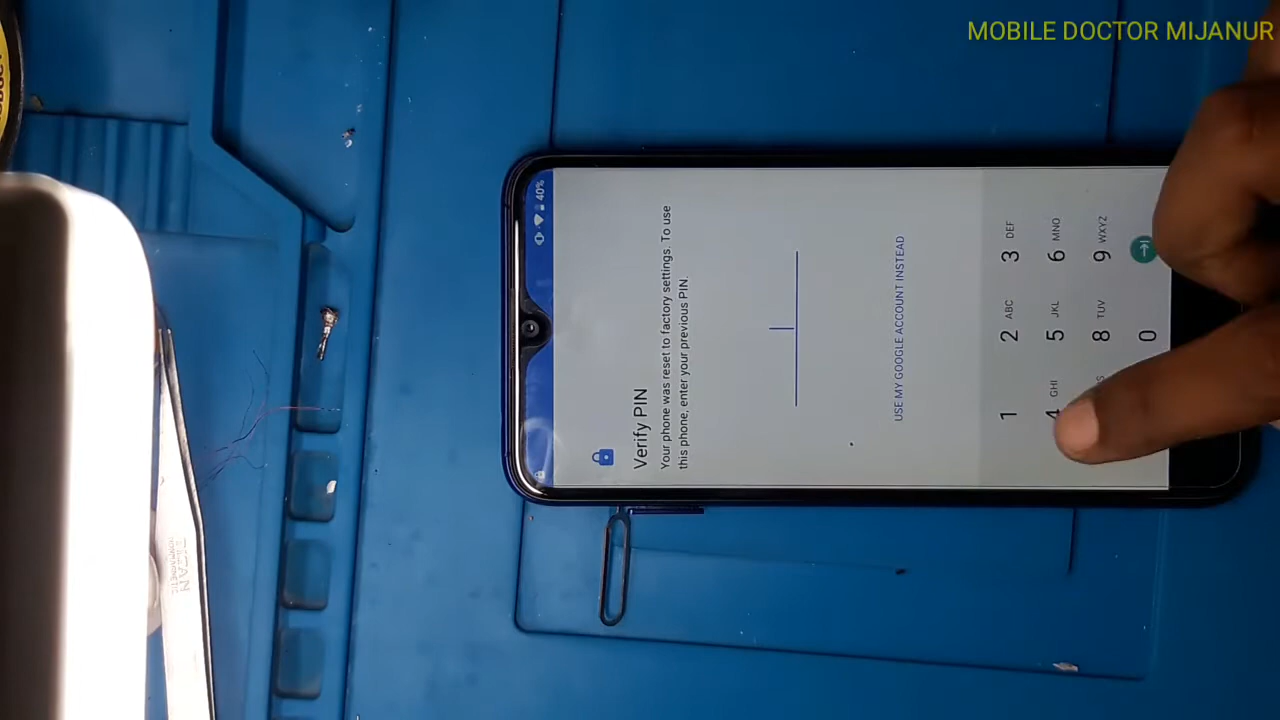 MOBILE DOCTOR MIJANUR
40%
Verify PIN
Your phone was reset to factory settings. To use
this phone, enter your previous PIN.
USE MY GOOGLE ACCOUNT INSTEAD
1
2 ABC
3 DEF
4 GHI
5 JKL
6 MNO
8 TUV
9 WXYZ
0
TITAN